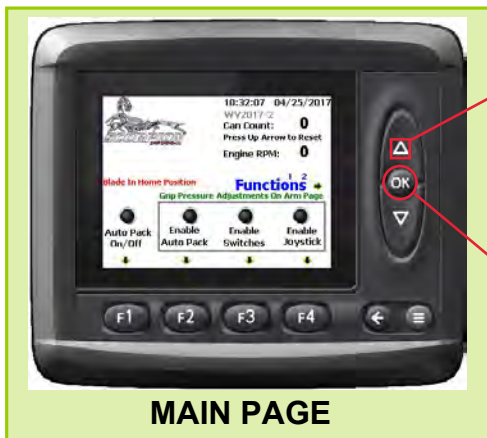 10:32:07 04/25/2017
WV2017-2
Can Count: 0
Press Up Arrow to Reset
Engine RPM: 0
Blade In Home Position
1 2
Functions
Grip Pressure Adjustments On Arm Page
Auto Pack On/Off
Enable Auto Pack
Enable Switches
Enable Joystick
OK
F1 F2 F3 F4
MAIN PAGE